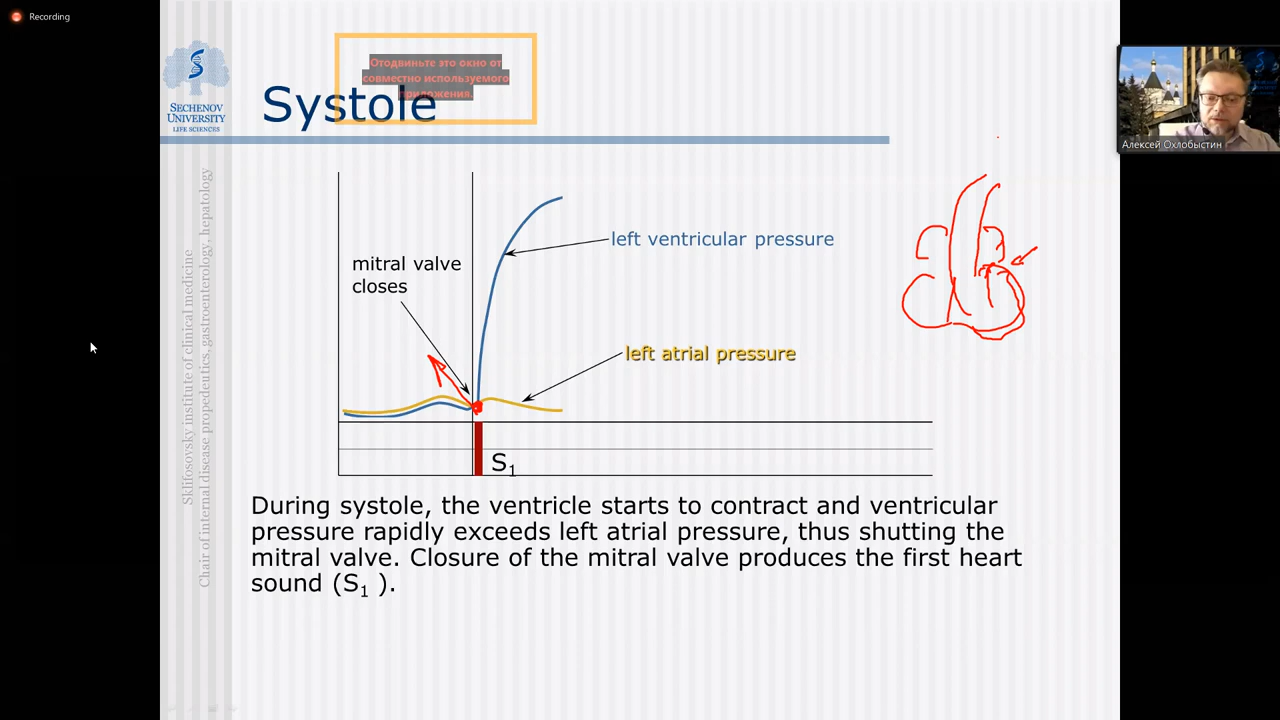 Recording
Отодвиньте это окно от
совместно используемого
приложения.
SECHENOV
UNIVERSITY
LIFE SCIENCES
Systole
Алексей Охлобыстин
Sklifosovsky institute of clinical medicine
Chair of internal disease propedeutics, gastroenterology, hepatology
left ventricular pressure
mitral valve
closes
left atrial pressure
S1
During systole, the ventricle starts to contract and ventricular
pressure rapidly exceeds left atrial pressure, thus shutting the
mitral valve. Closure of the mitral valve produces the first heart
sound (S1 ).